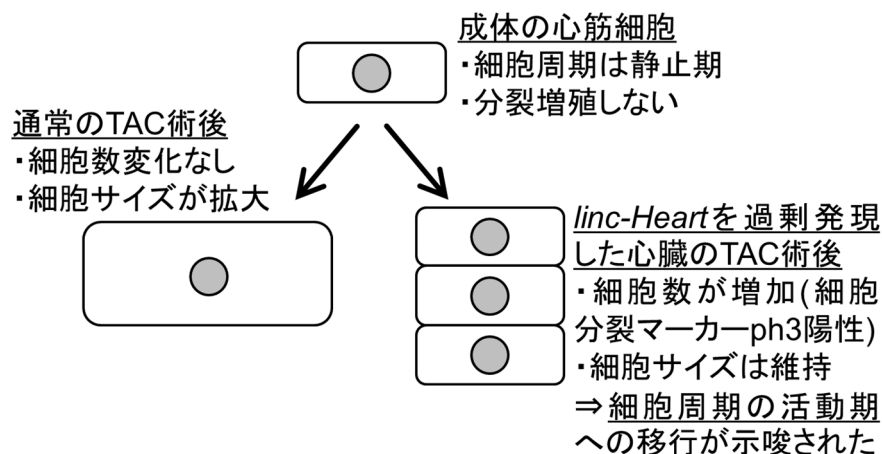 成体の心筋細胞
・細胞周期は静止期
・分裂増殖しない
通常のTAC術後
・細胞数変化なし
・細胞サイズが拡大
linc-Heartを過剰発現
した心臓のTAC術後
・細胞数が増加(細胞
分裂マーカーph3陽性)
・細胞サイズは維持
⇒細胞周期の活動期
への移行が示唆された